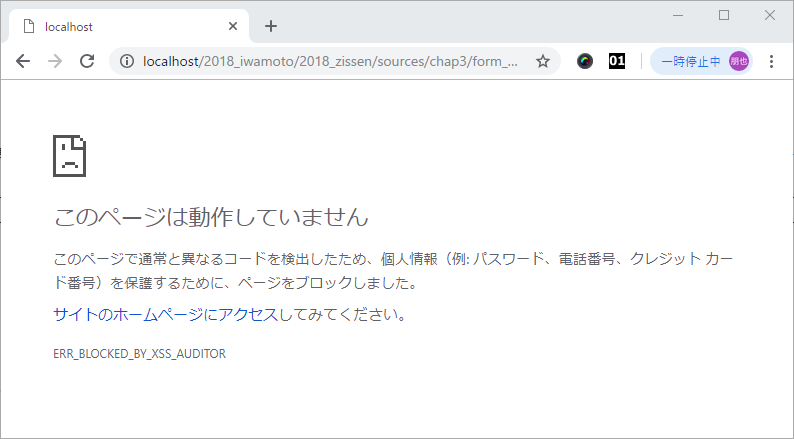 localhost
localhost/2018_iwamoto/2018_zissen/sources/chap3/form_...
01
一時停止中
朋也
このページは動作していません
このページで通常と異なるコードを検出したため、個人情報（例: パスワード、電話番号、クレジット カー
ド番号）を保護するために、ページをブロックしました。
サイトのホームページにアクセスしてみてください。
ERR_BLOCKED_BY_XSS_AUDITOR